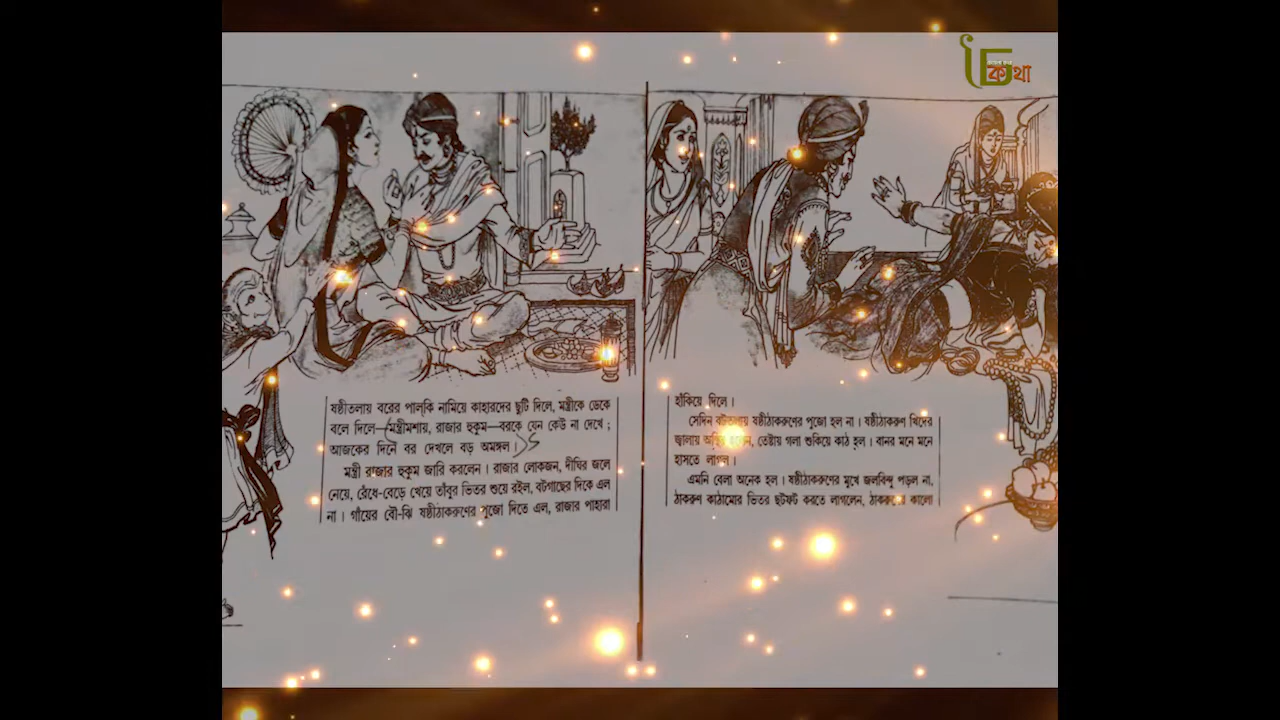 ষষ্ঠীতলায় বরের পাল্‌কি নামিয়ে কাহারদের ছুটি দিলে, মন্ত্রীকে ডেকে
বলে দিলে—মন্ত্রীমশায়, রাজার হুকুম—বরকে যেন কেউ না দেখে ;
আজকের দিনে বর দেখলে বড় অমঙ্গল।
মন্ত্রী রাজার হুকুম জারি করলেন। রাজার লোকজন, দীঘির জলে
নেয়ে, রেঁধে-বেড়ে খেয়ে তাঁবুর ভিতর শুয়ে রইল, বটগাছের দিকে এল
না। গাঁয়ের বৌ-ঝি ষষ্ঠীঠাকরুণের পুজো দিতে এল, রাজার পাহারা
হাঁকিয়ে দিলে।
সেদিন বটতলায় ষষ্ঠীঠাকরুণের পুজো হল না। ষষ্ঠীঠাকরুণ খিদের
জ্বালায় অস্থির হলেন, তেষ্টায় গলা শুকিয়ে কাঠ হল। বানর মনে মনে
হাসতে লাগল।
এমনি বেলা অনেক হল। ষষ্ঠীঠাকরুণের মুখে জলবিন্দু পড়ল না,
ঠাকরুণ কাঠামোর ভিতর ছটফট করতে লাগলেন, ঠাকরুণের কালো